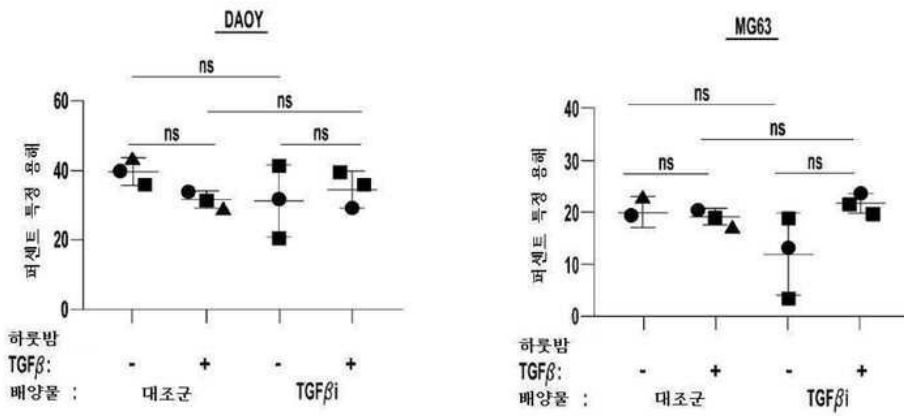 DAOY
ns
ns
ns
ns
60
40
20
0
퍼센트 특정 용해
하룻밤
TGFβ: - + - +
배양물 : 대조군 TGFβi
MG63
ns
ns
ns
ns
40
30
20
10
0
퍼센트 특정 용해
하룻밤
TGFβ: - + - +
배양물 : 대조군 TGFβi